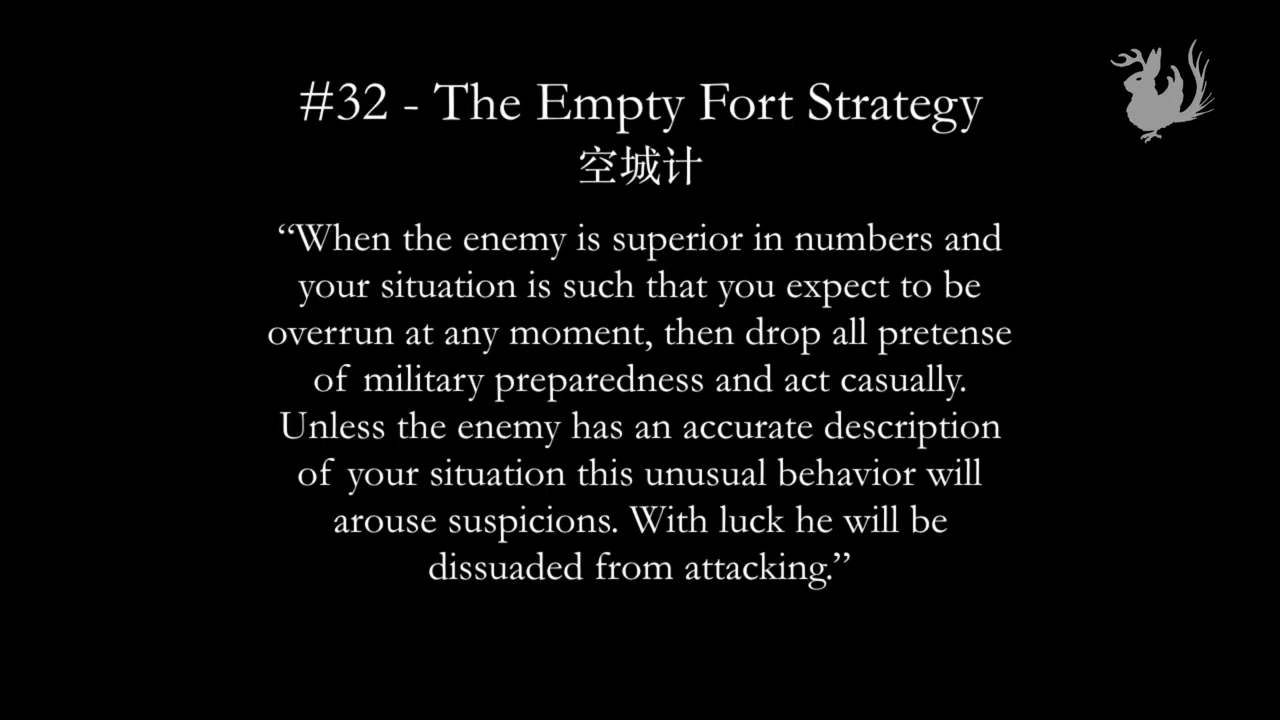 #32 - The Empty Fort Strategy
空城计
“When the enemy is superior in numbers and
your situation is such that you expect to be
overrun at any moment, then drop all pretense
of military preparedness and act casually.
Unless the enemy has an accurate description
of your situation this unusual behavior will
arouse suspicions. With luck he will be
dissuaded from attacking.”